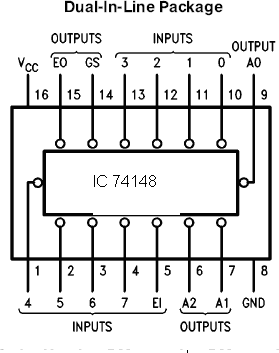 Dual-In-Line Package
OUTPUTS INPUTS OUTPUT
VCC EO GS 3 2 1 0 A0
16 15 14 13 12 11 10 9
IC 74148
1 2 3 4 5 6 7 8
4 5 6 7 EI A2 A1 GND
INPUTS OUTPUTS